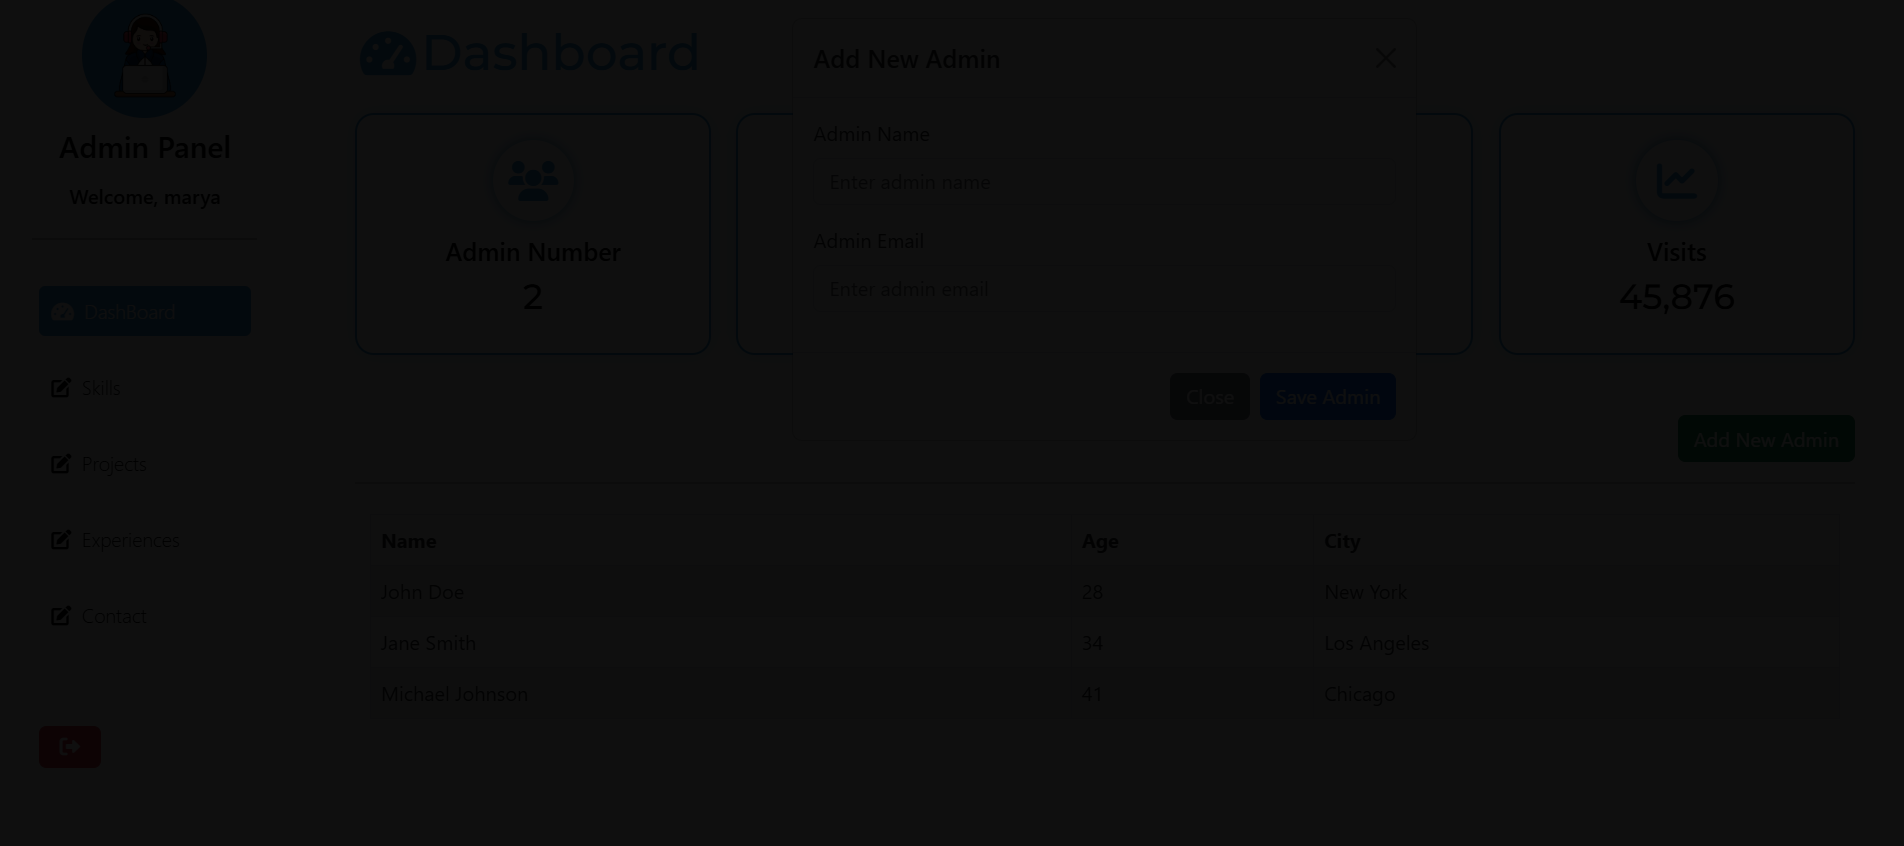 Admin Panel
Welcome, marya
DashBoard
Skills
Projects
Experiences
Contact
Dashboard
Admin Number
2
Visits
45,876
Add New Admin
Admin Name
Enter admin name
Admin Email
Enter admin email
Close Save Admin
Add New Admin
Name Age City
John Doe 28 New York
Jane Smith 34 Los Angeles
Michael Johnson 41 Chicago